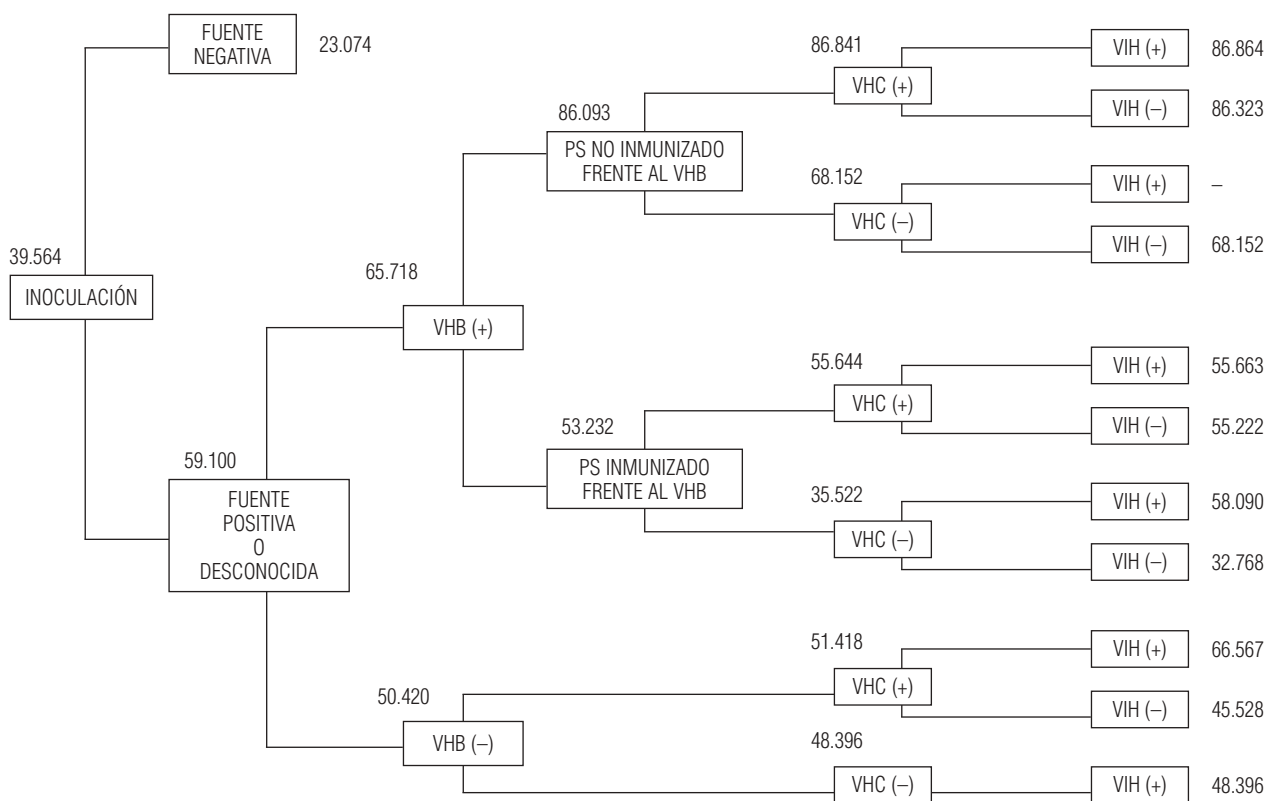 FUENTE
NEGATIVA
23.074
39.564
INOCULACIÓN
59.100
FUENTE
POSITIVA
O
DESCONOCIDA
65.718
VHB (+)
50.420
VHB (–)
86.093
PS NO INMUNIZADO
FRENTE AL VHB
53.232
PS INMUNIZADO
FRENTE AL VHB
86.841
VHC (+)
VIH (+) 86.864
VIH (–) 86.323
68.152
VHC (–)
VIH (+) –
VIH (–) 68.152
55.644
VHC (+)
VIH (+) 55.663
VIH (–) 55.222
35.522
VHC (–)
VIH (+) 58.090
VIH (–) 32.768
51.418
VHC (+)
VIH (+) 66.567
VIH (–) 45.528
48.396
VHC (–)
VIH (+) 48.396